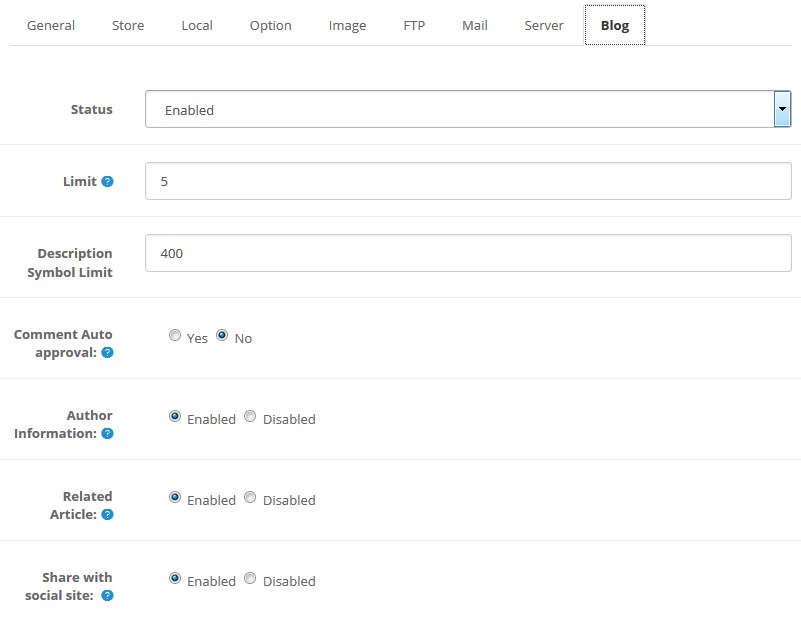 General Store Local Option Image FTP Mail Server Blog
Status Enabled
Limit ? 5
Description 400
Symbol Limit
Comment Auto Yes No
approval: ?
Author Enabled Disabled
Information: ?
Related Enabled Disabled
Article: ?
Share with Enabled Disabled
social site: ?